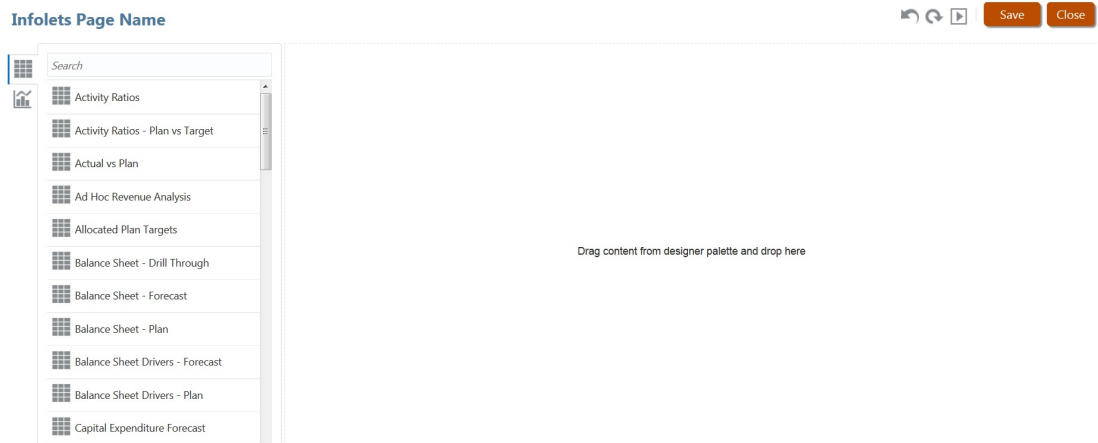 Infolets Page Name
Save
Close
Search
Activity Ratios
Activity Ratios - Plan vs Target
Actual vs Plan
Ad Hoc Revenue Analysis
Allocated Plan Targets
Balance Sheet - Drill Through
Balance Sheet - Forecast
Balance Sheet - Plan
Balance Sheet Drivers - Forecast
Balance Sheet Drivers - Plan
Capital Expenditure Forecast
Drag content from designer palette and drop here